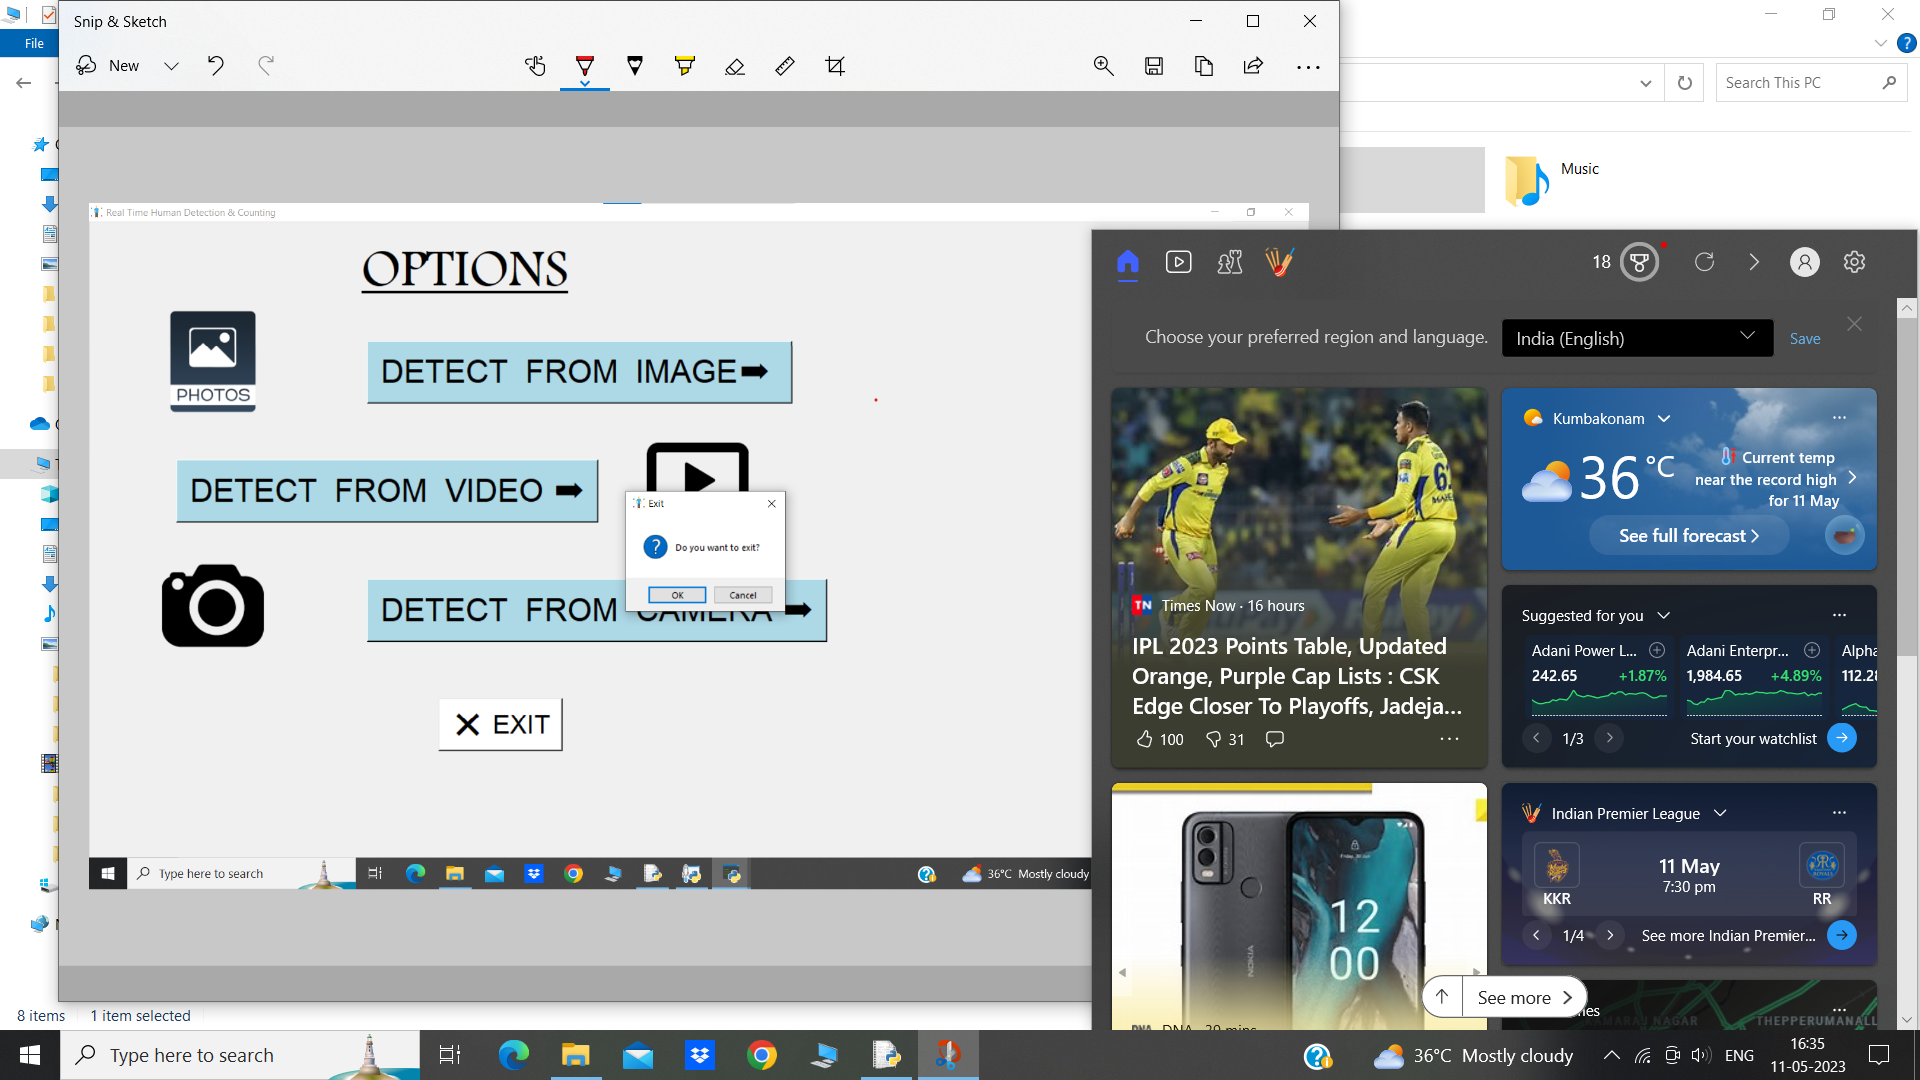 Snip & Sketch
File
New
Search This PC
Music
Real Time Human Detection & Counting
OPTIONS
PHOTOS
DETECT FROM IMAGE
DETECT FROM VIDEO
Exit
Do you want to exit?
OK
Cancel
DETECT FROM CAMERA
EXIT
Type here to search
36°C Mostly cloudy
18
Choose your preferred region and language.
India (English)
Save
TN Times Now · 16 hours
IPL 2023 Points Table, Updated
Orange, Purple Cap Lists : CSK
Edge Closer To Playoffs, Jadeja...
100
31
Kumbakonam
36 °C
Current temp
near the record high
for 11 May
See full forecast
Suggested for you
Adani Power L...
242.65 +1.87%
Adani Enterpr...
1,984.65 +4.89%
Alpha
112.28
1/3
Start your watchlist
Indian Premier League
KKR
11 May
7:30 pm
RR
1/4
See more Indian Premier...
NOKIA
12
00
DNA · 20 mins
See more
THEPPERUMANALL
8 items
1 item selected
Type here to search
36°C Mostly cloudy
ENG
16:35
11-05-2023